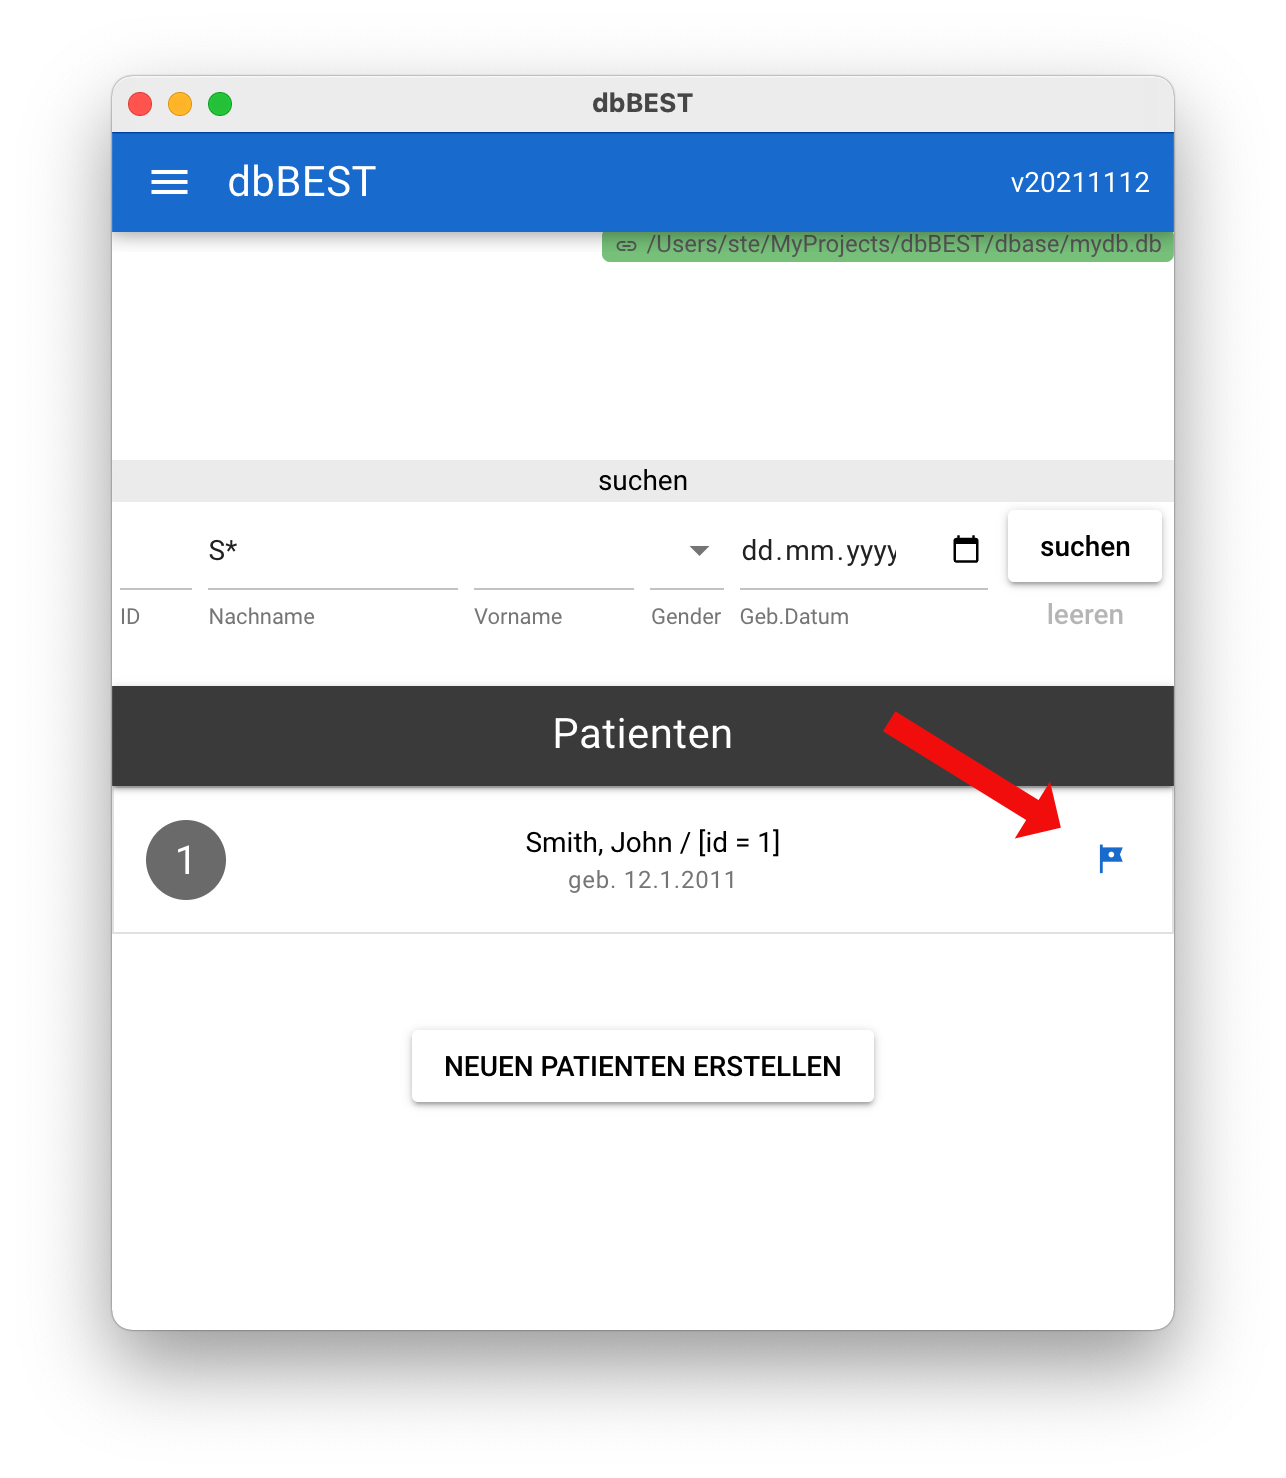 dbBEST
dbBEST
v20211112
/Users/ste/MyProjects/dbBEST/dbase/mydb.db
suchen
S*
dd.mm.yyyy
suchen
ID
Nachname
Vorname
Gender
Geb.Datum
leeren
Patienten
1
Smith, John / [id = 1]
geb. 12.1.2011
NEUEN PATIENTEN ERSTELLEN